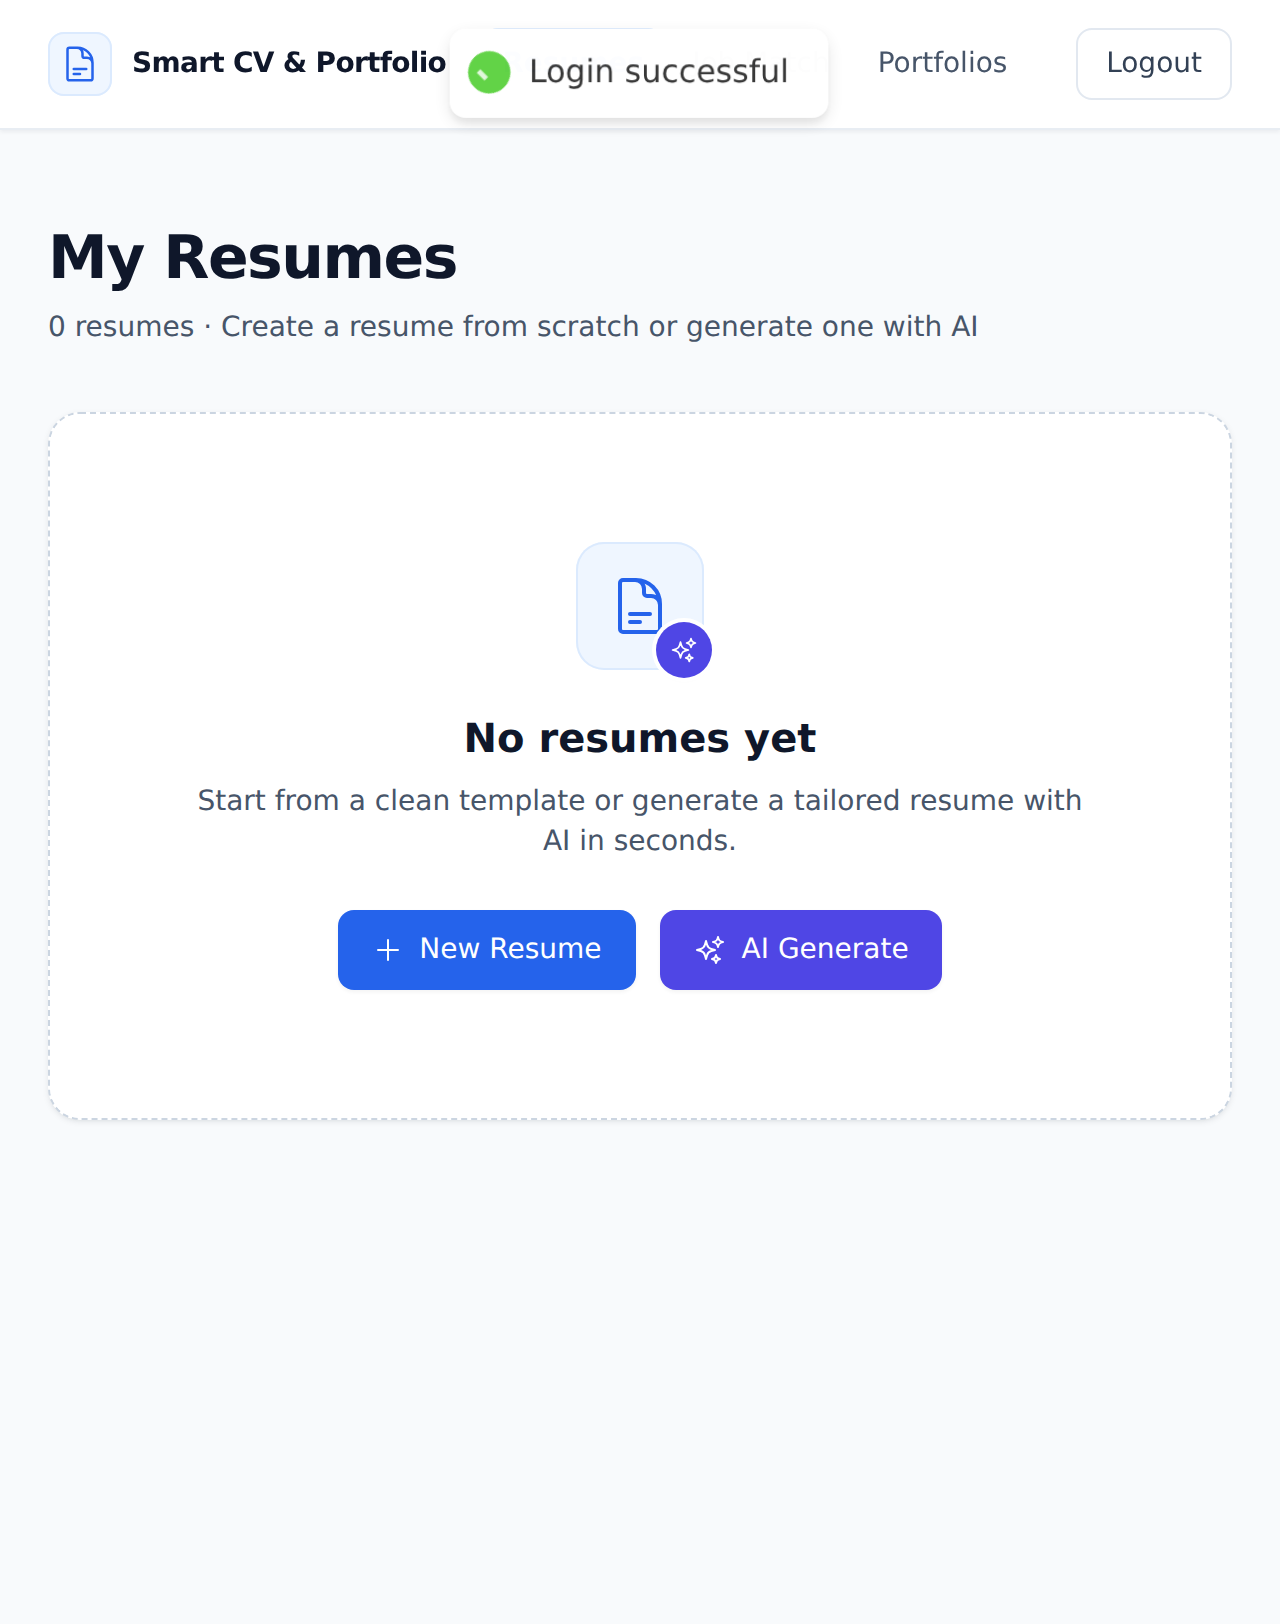 Smart CV & Portfolio
Login successful
Portfolios
Logout
My Resumes
0 resumes · Create a resume from scratch or generate one with AI
No resumes yet
Start from a clean template or generate a tailored resume with
AI in seconds.
New Resume
AI Generate